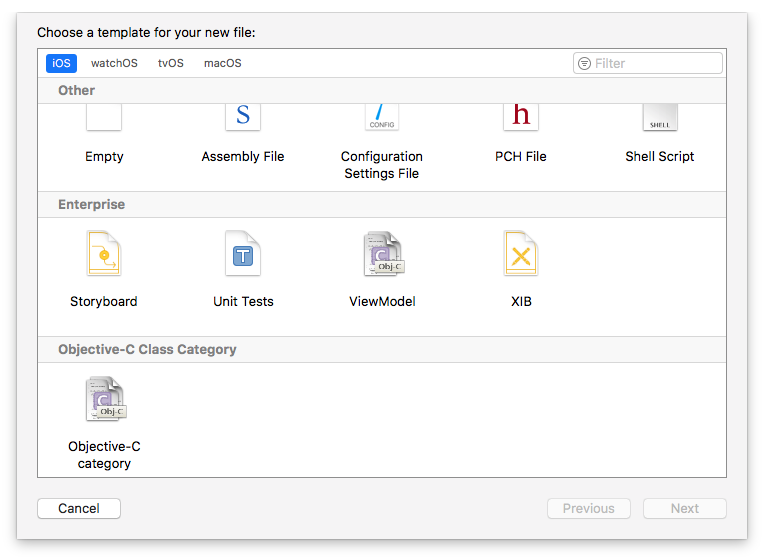 Choose a template for your new file:
iOS watchOS tvOS macOS Filter
Other
S CONFIG h SHELL
Empty Assembly File Configuration Settings File PCH File Shell Script
Enterprise
T C Obj-C
Storyboard Unit Tests ViewModel XIB
Objective-C Class Category
C Obj-C
Objective-C
category
Cancel Previous Next